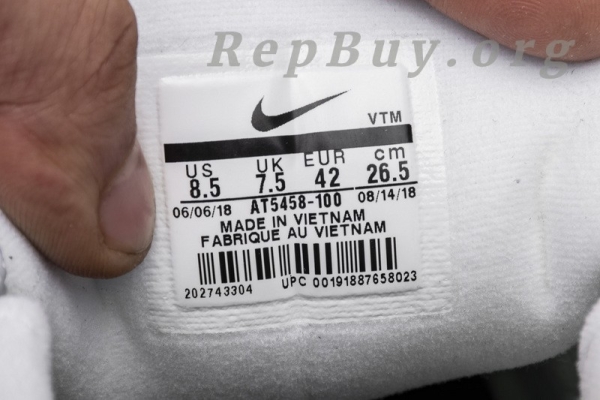 RepBuy.org
VTM
US UK EUR cm
8.5 7.5 42 26.5
06/06/18 AT5458-100 08/14/18
MADE IN VIETNAM
FABRIQUE AU VIETNAM
202743304 UPC 00191887658023